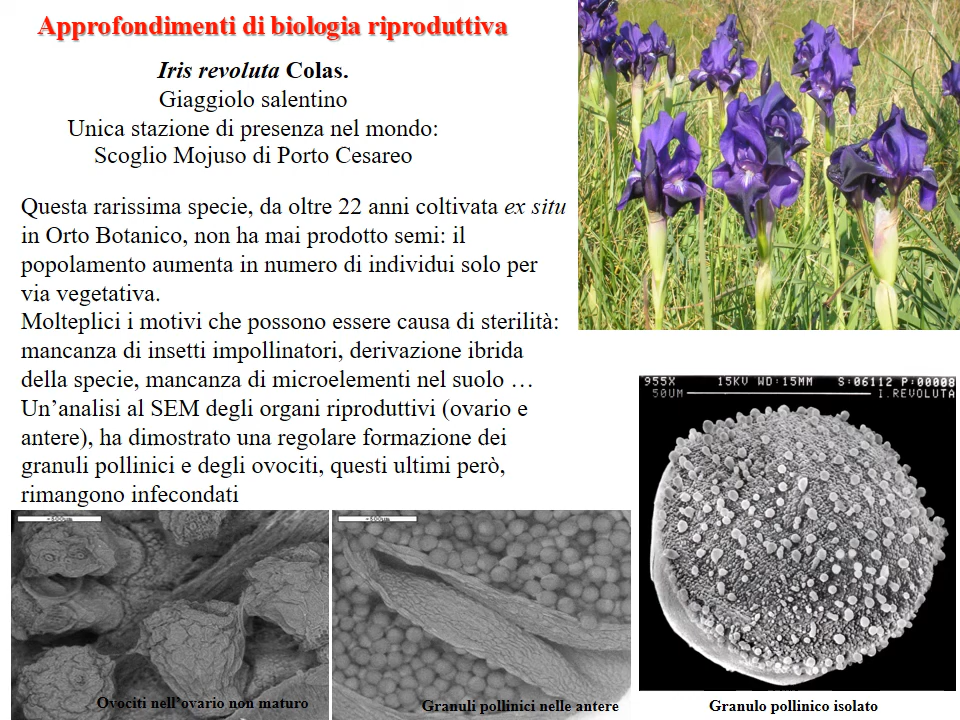 Approfondimenti di biologia riproduttiva
Iris revoluta Colas.
Giaggiolo salentino
Unica stazione di presenza nel mondo:
Scoglio Mojuso di Porto Cesareo
Questa rarissima specie, da oltre 22 anni coltivata ex situ
in Orto Botanico, non ha mai prodotto semi: il
popolamento aumenta in numero di individui solo per
via vegetativa.
Molteplici i motivi che possono essere causa di sterilità:
mancanza di insetti impollinatori, derivazione ibrida
della specie, mancanza di microelementi nel suolo …
Un’analisi al SEM degli organi riproduttivi (ovario e
antere), ha dimostrato una regolare formazione dei
granuli pollinici e degli ovociti, questi ultimi però,
rimangono infecondati
955X 15KV WD:15MM S:06112 P:00008
50UM I.REVOLUTA
Ovociti nell’ovario non maturo
Granuli pollinici nelle antere
Granulo pollinico isolato